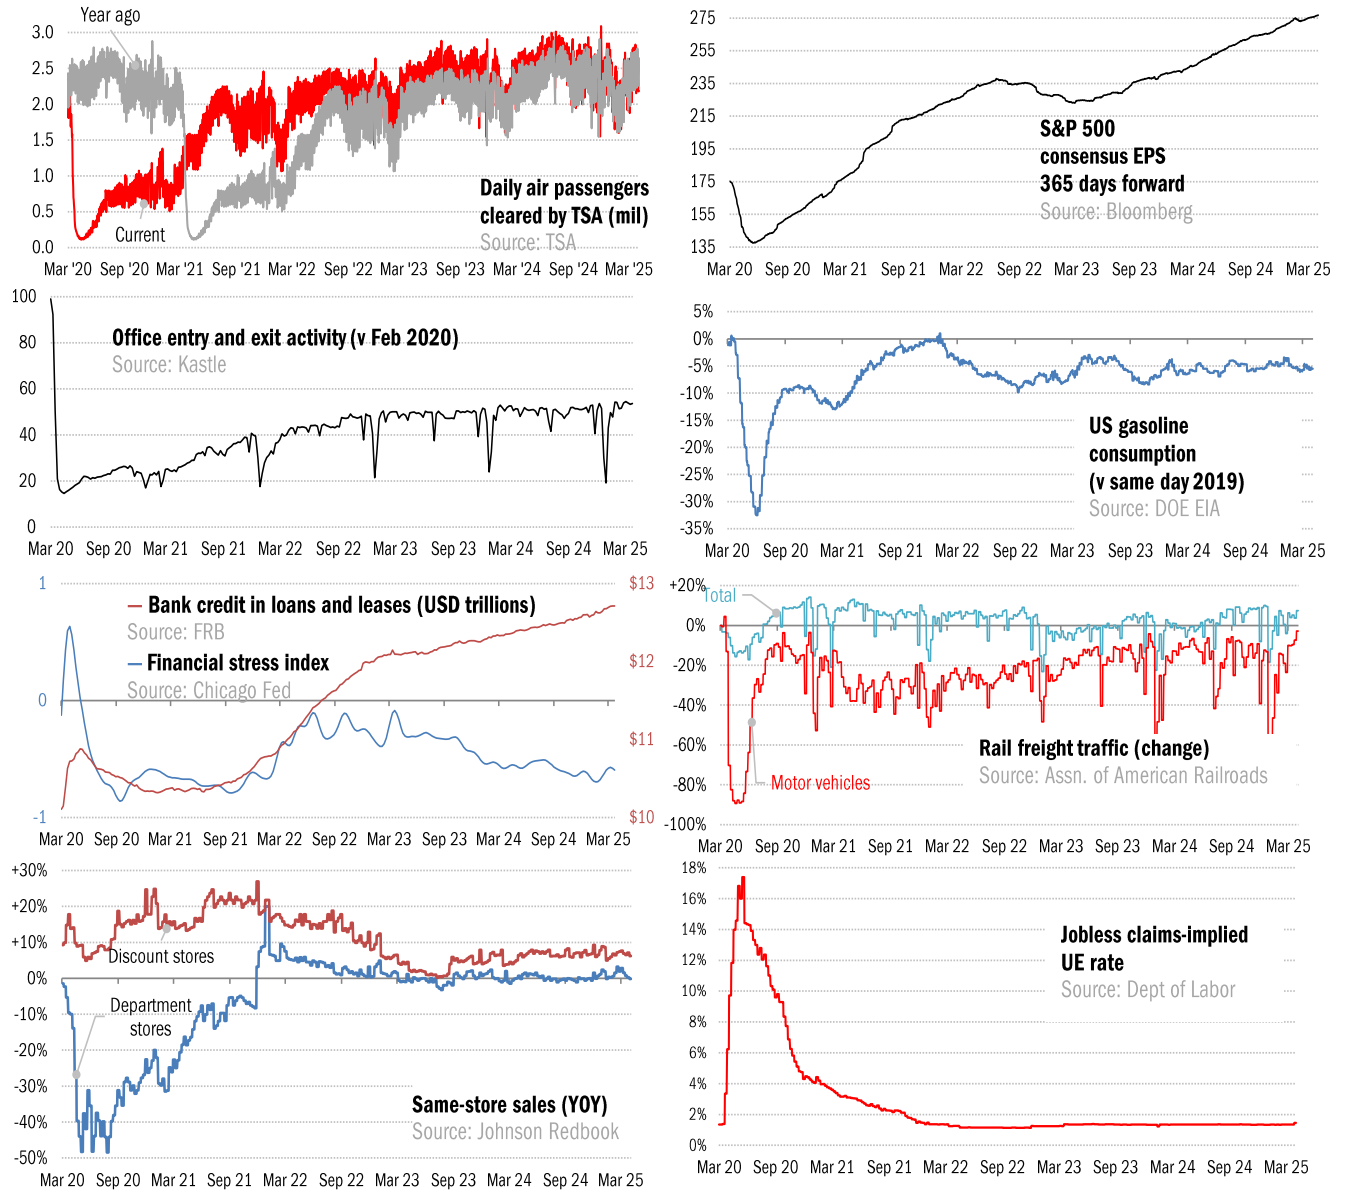 Year ago
3.0
2.5
2.0
1.5
1.0
0.5
0.0
Daily air passengers
cleared by TSA (mil)
Source: TSA
Current
Mar '20 Sep '20 Mar '21 Sep '21 Mar '22 Sep '22 Mar '23 Sep '23 Mar '24 Sep '24 Mar '25
275
255
235
215
195
175
155
135
S&P 500
consensus EPS
365 days forward
Source: Bloomberg
Mar 20 Sep 20 Mar 21 Sep 21 Mar 22 Sep 22 Mar 23 Sep 23 Mar 24 Sep 24 Mar 25
100
80
60
40
20
0
Office entry and exit activity (v Feb 2020)
Source: Kastle
Mar 20 Sep 20 Mar 21 Sep 21 Mar 22 Sep 22 Mar 23 Sep 23 Mar 24 Sep 24 Mar 25
5%
0%
-5%
-10%
-15%
-20%
-25%
-30%
-35%
US gasoline
consumption
(v same day 2019)
Source: DOE EIA
Mar 20 Sep 20 Mar 21 Sep 21 Mar 22 Sep 22 Mar 23 Sep 23 Mar 24 Sep 24 Mar 25
1
0
-1
Bank credit in loans and leases (USD trillions)
Source: FRB
Financial stress index
Source: Chicago Fed
$13
$12
$11
$10
Mar 20 Sep 20 Mar 21 Sep 21 Mar 22 Sep 22 Mar 23 Sep 23 Mar 24 Sep 24 Mar 25
+20%
0%
-20%
-40%
-60%
-80%
-100%
Total
Motor vehicles
Rail freight traffic (change)
Source: Assn. of American Railroads
Mar 20 Sep 20 Mar 21 Sep 21 Mar 22 Sep 22 Mar 23 Sep 23 Mar 24 Sep 24 Mar 25
+30%
+20%
+10%
0%
-10%
-20%
-30%
-40%
-50%
Discount stores
Department
stores
Same-store sales (YOY)
Source: Johnson Redbook
Mar 20 Sep 20 Mar 21 Sep 21 Mar 22 Sep 22 Mar 23 Sep 23 Mar 24 Sep 24 Mar 25
18%
16%
14%
12%
10%
8%
6%
4%
2%
0%
Jobless claims-implied
UE rate
Source: Dept of Labor
Mar 20 Sep 20 Mar 21 Sep 21 Mar 22 Sep 22 Mar 23 Sep 23 Mar 24 Sep 24 Mar 25